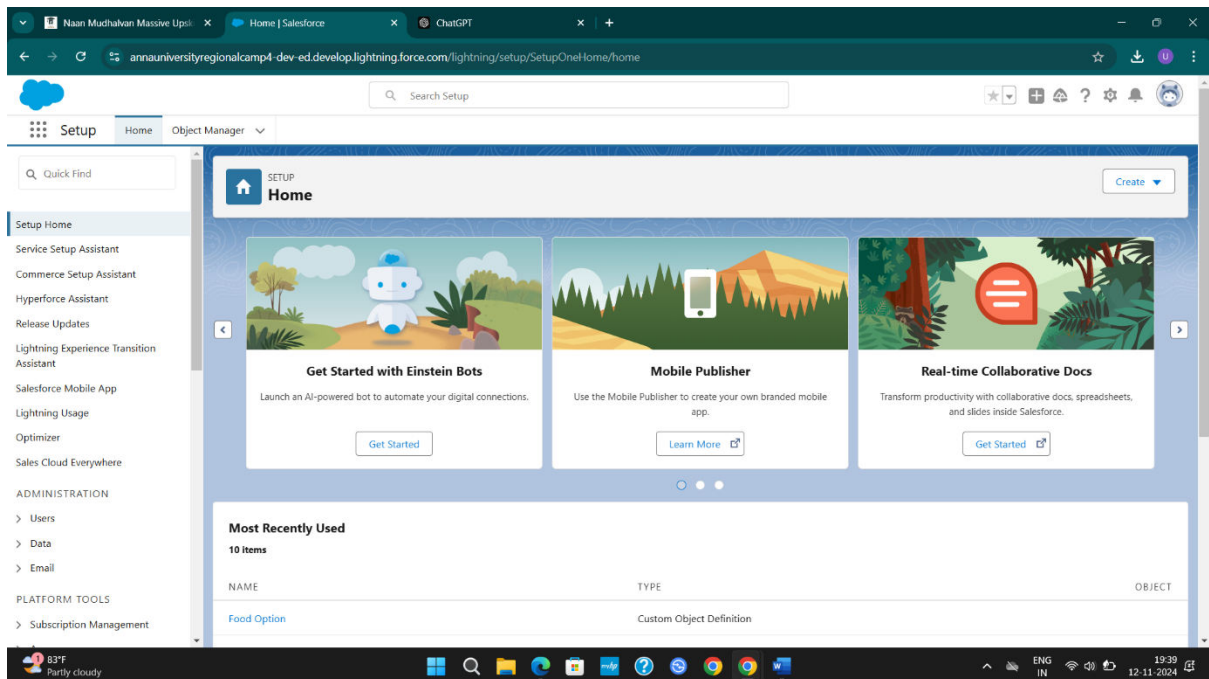 Naan Mudhalvan Massive Upsk
Home | Salesforce
ChatGPT
annauniversityregionalcamp4-dev-ed.develop.lightning.force.com/lightning/setup/SetupOneHome/home
U
Search Setup
Setup
Home
Object Manager
Quick Find
SETUP
Home
Create
Setup Home
Service Setup Assistant
Commerce Setup Assistant
Hyperforce Assistant
Release Updates
Lightning Experience Transition
Assistant
Salesforce Mobile App
Lightning Usage
Optimizer
Sales Cloud Everywhere
ADMINISTRATION
Users
Data
Email
PLATFORM TOOLS
Subscription Management
Get Started with Einstein Bots
Launch an AI-powered bot to automate your digital connections.
Get Started
Mobile Publisher
Use the Mobile Publisher to create your own branded mobile
app.
Learn More
Real-time Collaborative Docs
Transform productivity with collaborative docs, spreadsheets,
and slides inside Salesforce.
Get Started
Most Recently Used
10 items
NAME TYPE OBJECT
Food Option Custom Object Definition
1
83°F
Partly cloudy
ENG
IN
19:39
12-11-2024